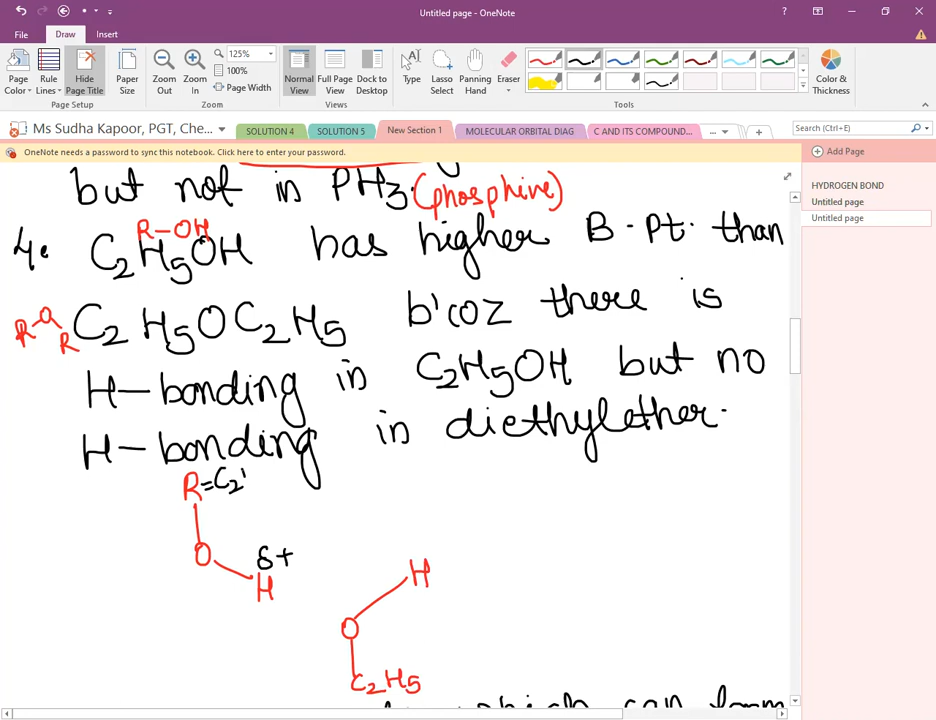 Untitled page - OneNote
File Draw Insert
Page Color Rule Lines Hide Page Title Paper Size Zoom Out Zoom In 125% 100% Page Width Normal View Full Page View Dock to Desktop Type Lasso Select Panning Hand Eraser Color & Thickness
Page Setup Zoom Views Tools
Ms Sudha Kapoor, PGT, Che... SOLUTION 4 SOLUTION 5 New Section 1 MOLECULAR ORBITAL DIAG C AND ITS COMPOUND... ... Search (Ctrl+E)
OneNote needs a password to sync this notebook. Click here to enter your password.
Add Page
HYDROGEN BOND
Untitled page
Untitled page
but not in PH3. (phosphine)
R-OH
4. C2H5OH has higher B.Pt. than
R O R
C2H5OC2H5 b'coz there is
H-bonding in C2H5OH but no
H-bonding in diethylether.
R=C2'
O
δ+
H
H
O
C2H5
which can form